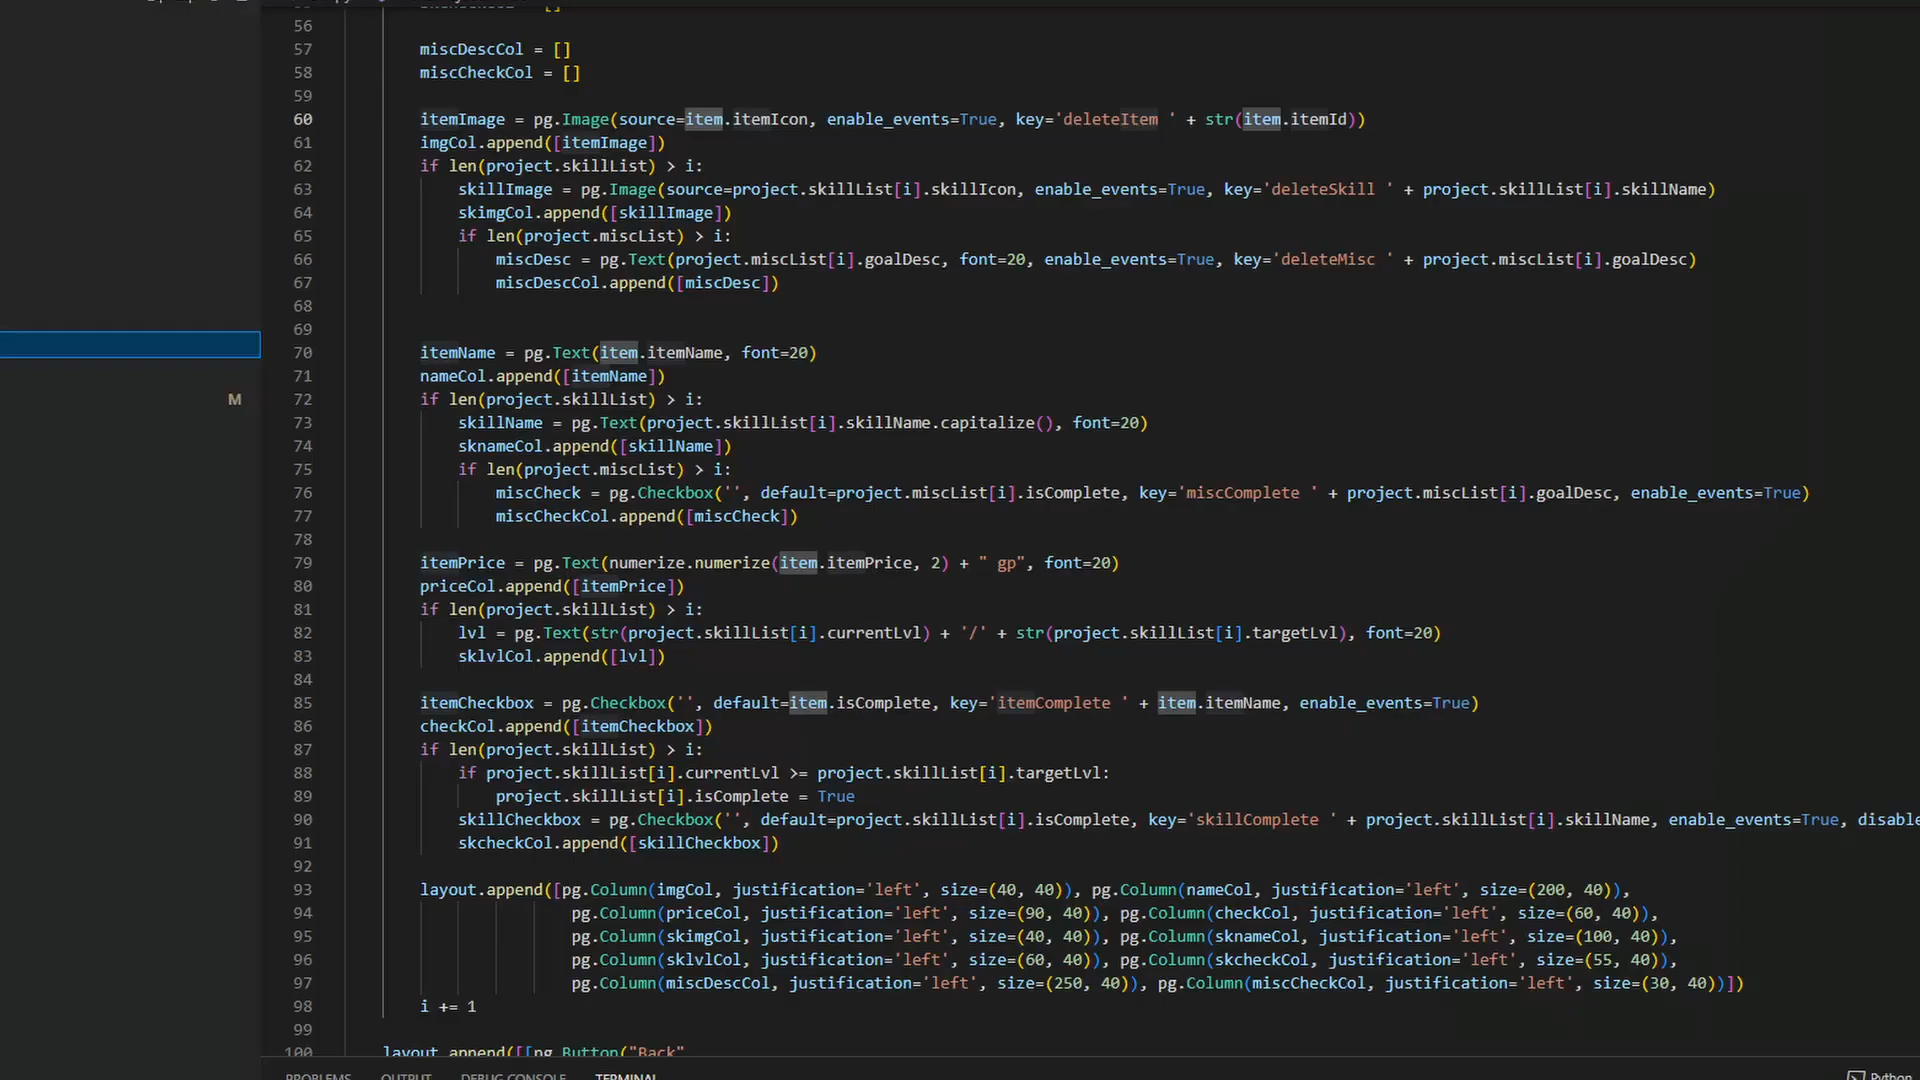 56
57 miscDescCol = []
58 miscCheckCol = []
59
60 itemImage = pg.Image(source=item.itemIcon, enable_events=True, key='deleteItem ' + str(item.itemId))
61 imgCol.append([itemImage])
62 if len(project.skillList) > i:
63 skillImage = pg.Image(source=project.skillList[i].skillIcon, enable_events=True, key='deleteSkill ' + project.skillList[i].skillName)
64 skimgCol.append([skillImage])
65 if len(project.miscList) > i:
66 miscDesc = pg.Text(project.miscList[i].goalDesc, font=20, enable_events=True, key='deleteMisc ' + project.miscList[i].goalDesc)
67 miscDescCol.append([miscDesc])
68
69
70 itemName = pg.Text(item.itemName, font=20)
71 nameCol.append([itemName])
M 72 if len(project.skillList) > i:
73 skillName = pg.Text(project.skillList[i].skillName.capitalize(), font=20)
74 sknameCol.append([skillName])
75 if len(project.miscList) > i:
76 miscCheck = pg.Checkbox('', default=project.miscList[i].isComplete, key='miscComplete ' + project.miscList[i].goalDesc, enable_events=True)
77 miscCheckCol.append([miscCheck])
78
79 itemPrice = pg.Text(numerize.numerize(item.itemPrice, 2) + " gp", font=20)
80 priceCol.append([itemPrice])
81 if len(project.skillList) > i:
82 lvl = pg.Text(str(project.skillList[i].currentLvl) + '/' + str(project.skillList[i].targetLvl), font=20)
83 sklvlCol.append([lvl])
84
85 itemCheckbox = pg.Checkbox('', default=item.isComplete, key='itemComplete ' + item.itemName, enable_events=True)
86 checkCol.append([itemCheckbox])
87 if len(project.skillList) > i:
88 if project.skillList[i].currentLvl >= project.skillList[i].targetLvl:
89 project.skillList[i].isComplete = True
90 skillCheckbox = pg.Checkbox('', default=project.skillList[i].isComplete, key='skillComplete ' + project.skillList[i].skillName, enable_events=True, disable
91 skcheckCol.append([skillCheckbox])
92
93 layout.append([pg.Column(imgCol, justification='left', size=(40, 40)), pg.Column(nameCol, justification='left', size=(200, 40)),
94 pg.Column(priceCol, justification='left', size=(90, 40)), pg.Column(checkCol, justification='left', size=(60, 40)),
95 pg.Column(skimgCol, justification='left', size=(40, 40)), pg.Column(sknameCol, justification='left', size=(100, 40)),
96 pg.Column(sklvlCol, justification='left', size=(60, 40)), pg.Column(skcheckCol, justification='left', size=(55, 40)),
97 pg.Column(miscDescCol, justification='left', size=(250, 40)), pg.Column(miscCheckCol, justification='left', size=(30, 40))])
98 i += 1
99
100 layout.append([[pg.Button("Back"
PROBLEMS OUTPUT DEBUG CONSOLE TERMINAL Python